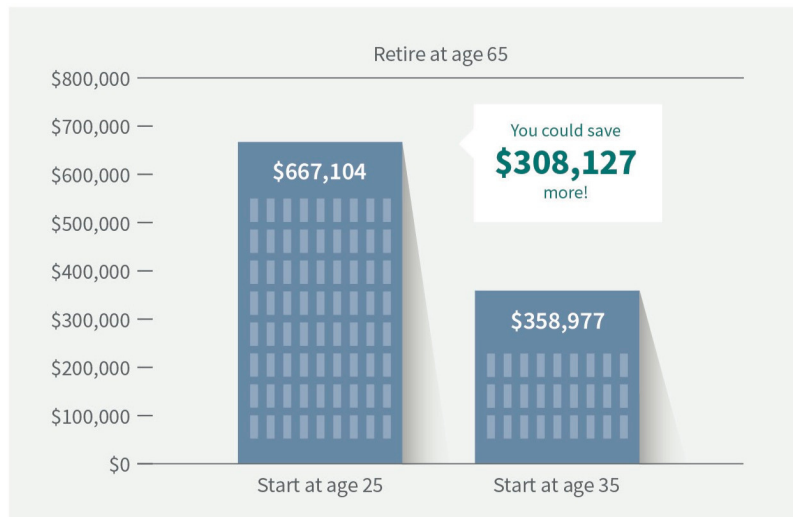 Retire at age 65
$800,000
$700,000
$600,000
$500,000
$400,000
$300,000
$200,000
$100,000
$0
$667,104
You could save
$308,127
more!
$358,977
Start at age 25
Start at age 35